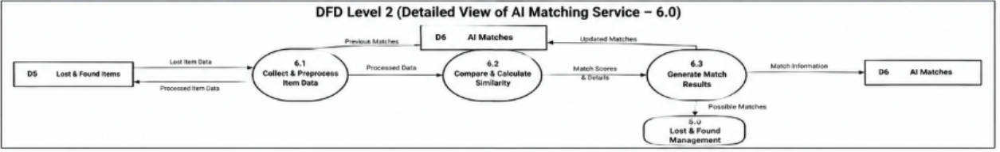 DFD Level 2 (Detailed View of AI Matching Service – 6.0)
D6 AI Matches
Previous Matches
Updated Matches
D5 Lost & Found Items
Lost Item Data
Processed Item Data
6.1
Collect & Preprocess
Item Data
Processed Data
6.2
Compare & Calculate
Similarity
Match Scores
& Details
6.3
Generate Match
Results
Match Information
D6 AI Matches
Possible Matches
5.0
Lost & Found
Management